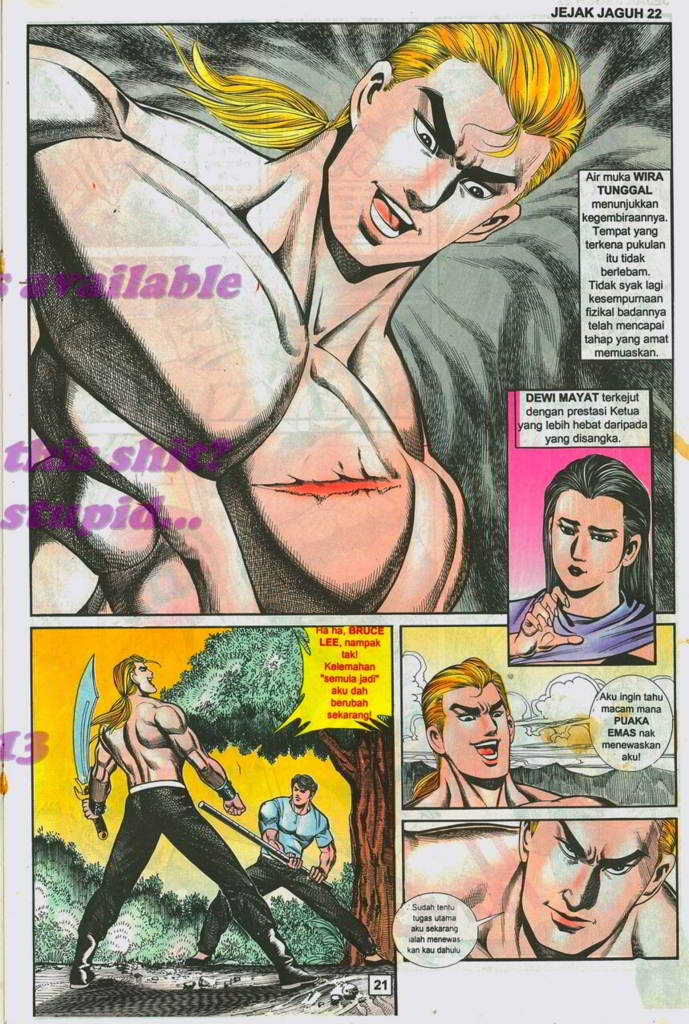 JEJAK JAGUH 22
Air muka WIRA
TUNGGAL
menunjukkan
kegembiraannya.
Tempat yang
terkena pukulan
itu tidak
berlebam.
Tidak syak lagi
kesempurnaan
fizikal badannya
telah mencapai
tahap yang amat
memuaskan.
DEWI MAYAT terkejut
dengan prestasi Ketua
yang lebih hebat daripada
yang disangka.
s available
this shit?
stupid...
13
Ha ha, BRUCE
LEE, nampak
tak!
Kelemahan
"semula jadi"
aku dah
berubah
sekarang!
Aku ingin tahu
macam mana
PUAKA
EMAS nak
menewaskan
aku!
Sudah tentu
tugas utama
aku sekarang
ialah menewas
kan kau dahulu
21